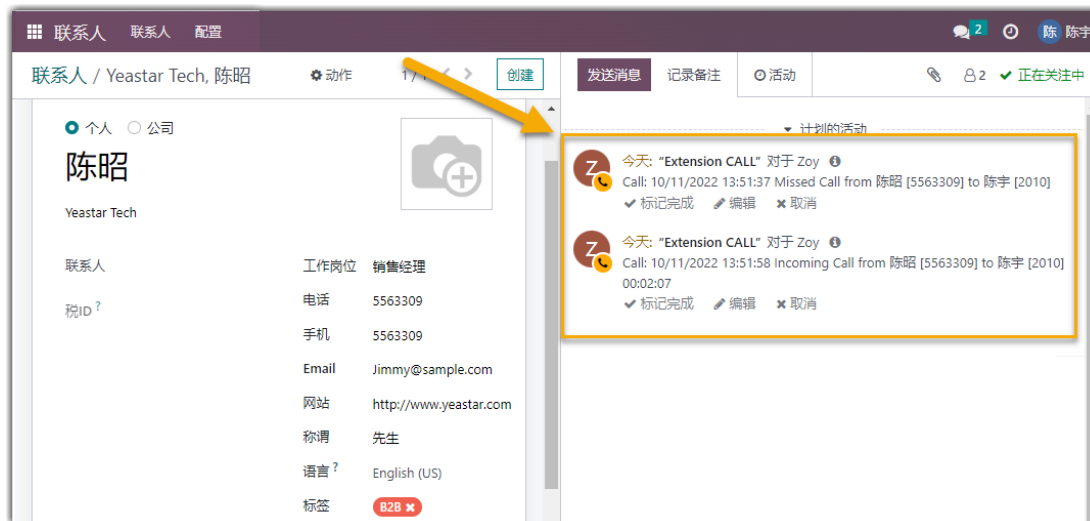 联系人 联系人 配置 2 陈 陈宇
联系人 / Yeastar Tech, 陈昭 动作 创建
发送消息 记录备注 活动 2 正在关注中
计划的活动
个人 公司
陈昭
Yeastar Tech
联系人
税ID ?
工作岗位 销售经理
电话 5563309
手机 5563309
Email Jimmy@sample.com
网站 http://www.yeastar.com
称谓 先生
语言 ? English (US)
标签 B2B ×
Z 今天: “Extension CALL” 对于 Zoy
Call: 10/11/2022 13:51:37 Missed Call from 陈昭 [5563309] to 陈宇 [2010]
标记完成 编辑 取消
Z 今天: “Extension CALL” 对于 Zoy
Call: 10/11/2022 13:51:58 Incoming Call from 陈昭 [5563309] to 陈宇 [2010]
00:02:07
标记完成 编辑 取消